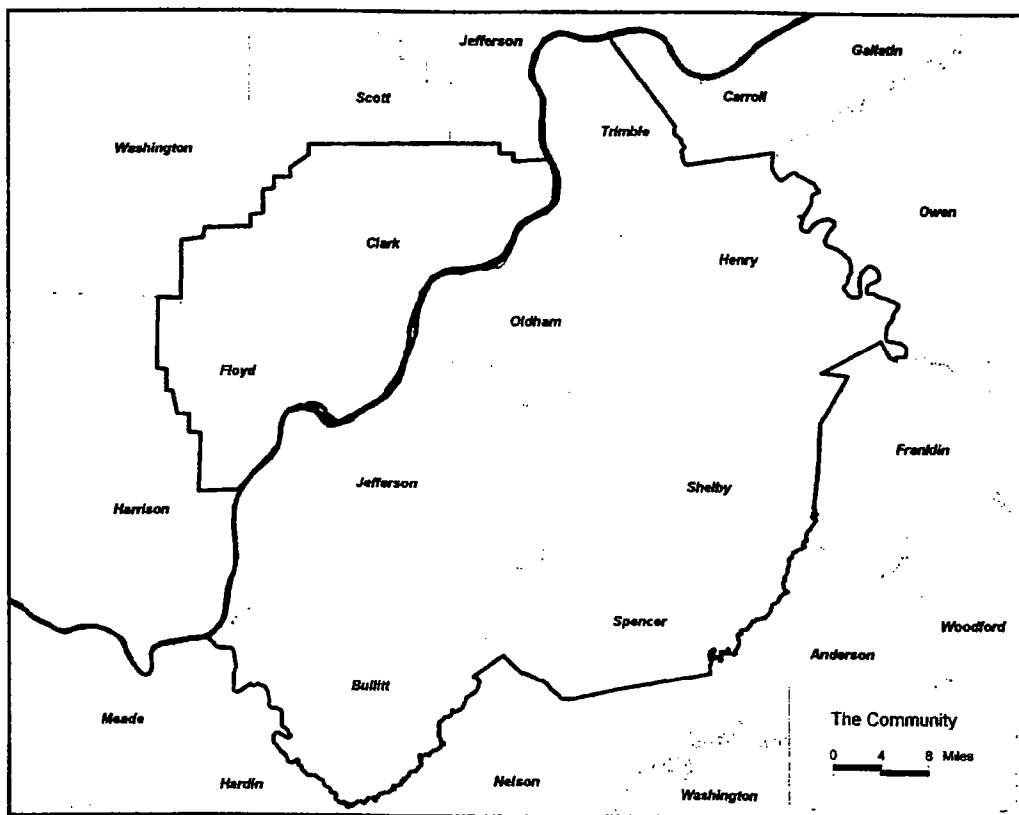 Jefferson
Gallatin
Scott
Carroll
Trimble
Washington
Owen
Clark
Henry
Oldham
Floyd
Franklin
Jefferson
Shelby
Harrison
Spencer
Woodford
Anderson
Bullitt
Meade
The Community
0 4 8 Miles
Hardin
Nelson
Washington